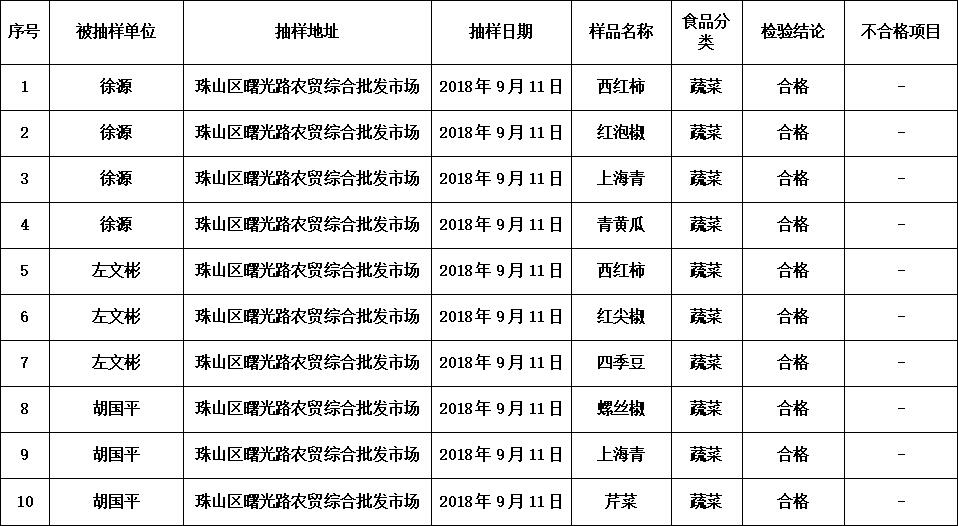 序号 被抽样单位 抽样地址 抽样日期 样品名称 食品分类 检验结论 不合格项目
1 徐源 珠山区曙光路农贸综合批发市场 2018年9月11日 西红柿 蔬菜 合格 -
2 徐源 珠山区曙光路农贸综合批发市场 2018年9月11日 红泡椒 蔬菜 合格 -
3 徐源 珠山区曙光路农贸综合批发市场 2018年9月11日 上海青 蔬菜 合格 -
4 徐源 珠山区曙光路农贸综合批发市场 2018年9月11日 青黄瓜 蔬菜 合格 -
5 左文彬 珠山区曙光路农贸综合批发市场 2018年9月11日 西红柿 蔬菜 合格 -
6 左文彬 珠山区曙光路农贸综合批发市场 2018年9月11日 红尖椒 蔬菜 合格 -
7 左文彬 珠山区曙光路农贸综合批发市场 2018年9月11日 四季豆 蔬菜 合格 -
8 胡国平 珠山区曙光路农贸综合批发市场 2018年9月11日 螺丝椒 蔬菜 合格 -
9 胡国平 珠山区曙光路农贸综合批发市场 2018年9月11日 上海青 蔬菜 合格 -
10 胡国平 珠山区曙光路农贸综合批发市场 2018年9月11日 芹菜 蔬菜 合格 -